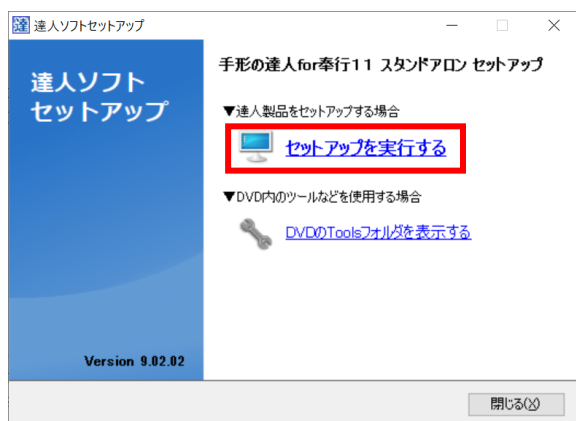 達人ソフトセットアップ
達人ソフト
セットアップ
手形の達人for奉行11 スタンドアロン セットアップ
▼達人製品をセットアップする場合
セットアップを実行する
▼DVD内のツールなどを使用する場合
DVDのToolsフォルダを表示する
Version 9.02.02
閉じる(X)